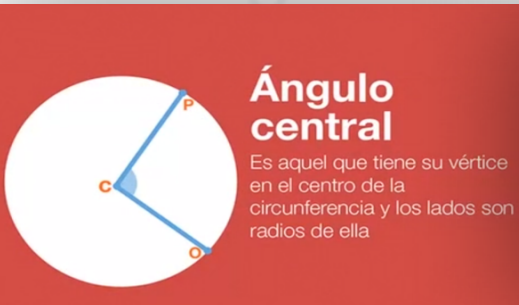 P
C
O
Ángulo
central
Es aquel que tiene su vértice
en el centro de la
circunferencia y los lados son
radios de ella